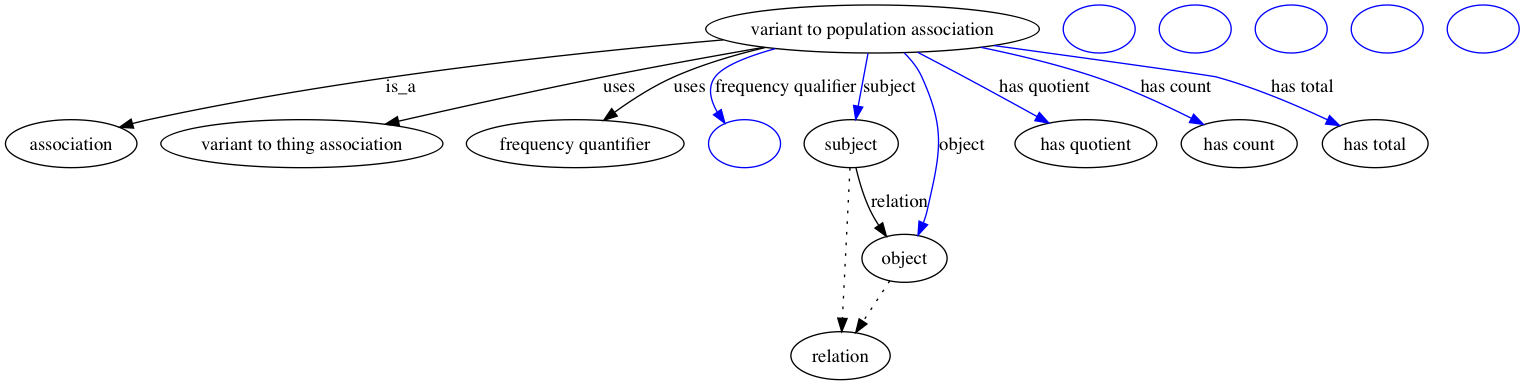 variant to population association
is_a
uses
uses
frequency qualifier
subject
has quotient
has count
has total
association
variant to thing association
frequency quantifier
subject
object
has quotient
has count
has total
relation
object
relation